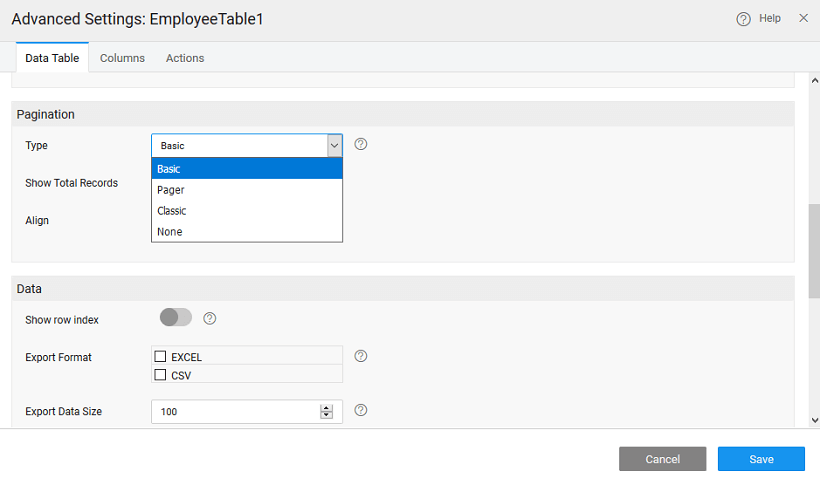 Advanced Settings: EmployeeTable1
Help
Data Table Columns Actions
Pagination
Type
Basic
Basic
Show Total Records
Pager
Classic
Align
None
Data
Show row index
Export Format
EXCEL
CSV
Export Data Size
100
Cancel
Save